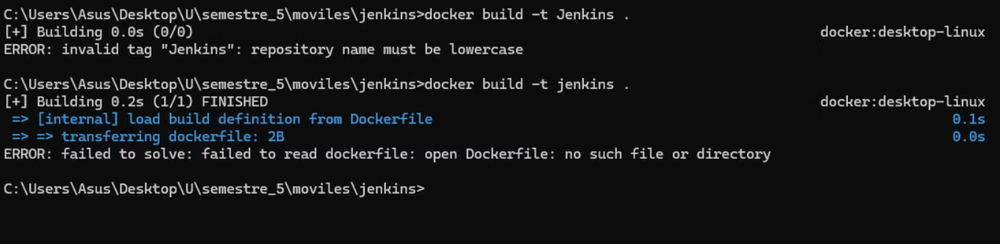 C:\Users\Asus\Desktop\U\semestre_5\moviles\jenkins>docker build -t Jenkins .
[+] Building 0.0s (0/0) docker:desktop-linux
ERROR: invalid tag "Jenkins": repository name must be lowercase
C:\Users\Asus\Desktop\U\semestre_5\moviles\jenkins>docker build -t jenkins .
[+] Building 0.2s (1/1) FINISHED docker:desktop-linux
=> [internal] load build definition from Dockerfile 0.1s
=> => transferring dockerfile: 2B 0.0s
ERROR: failed to solve: failed to read dockerfile: open Dockerfile: no such file or directory
C:\Users\Asus\Desktop\U\semestre_5\moviles\jenkins>